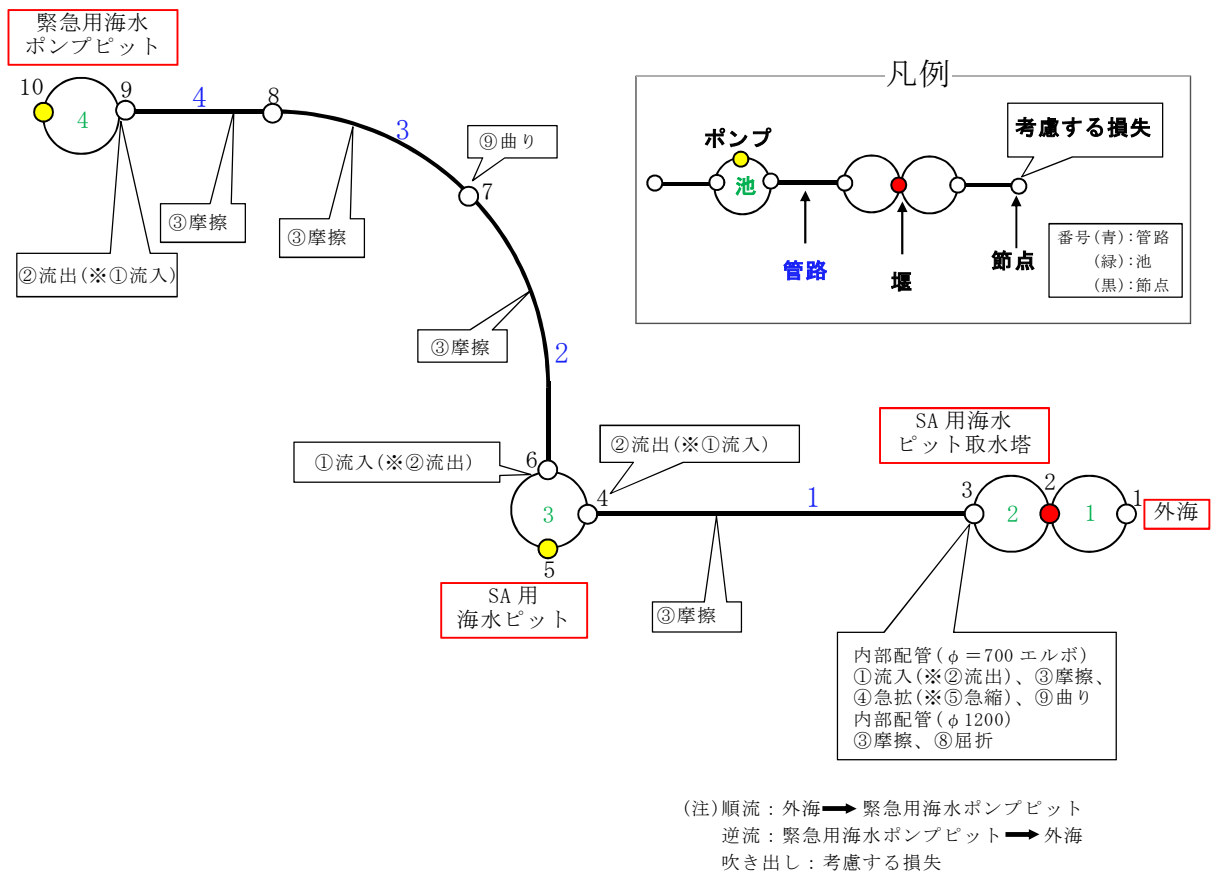 緊急用海水
ポンプピット
10
9
4
8
4
3
⑨曲り
7
③摩擦
③摩擦
②流出(※①流入)
③摩擦
2
凡例
ポンプ
考慮する損失
池
管路
堰
節点
番号(青):管路
(緑):池
(黒):節点
①流入(※②流出)
6
②流出(※①流入)
4
3
5
SA 用
海水ピット
1
③摩擦
SA 用海水
ピット取水塔
3
2
2
1
1
外海
内部配管(φ＝700 エルボ)
①流入(※②流出)、③摩擦、
④急拡(※⑤急縮)、⑨曲り
内部配管(φ1200)
③摩擦、⑧屈折
(注)順流：外海➡緊急用海水ポンプピット
逆流：緊急用海水ポンプピット➡外海
吹き出し：考慮する損失